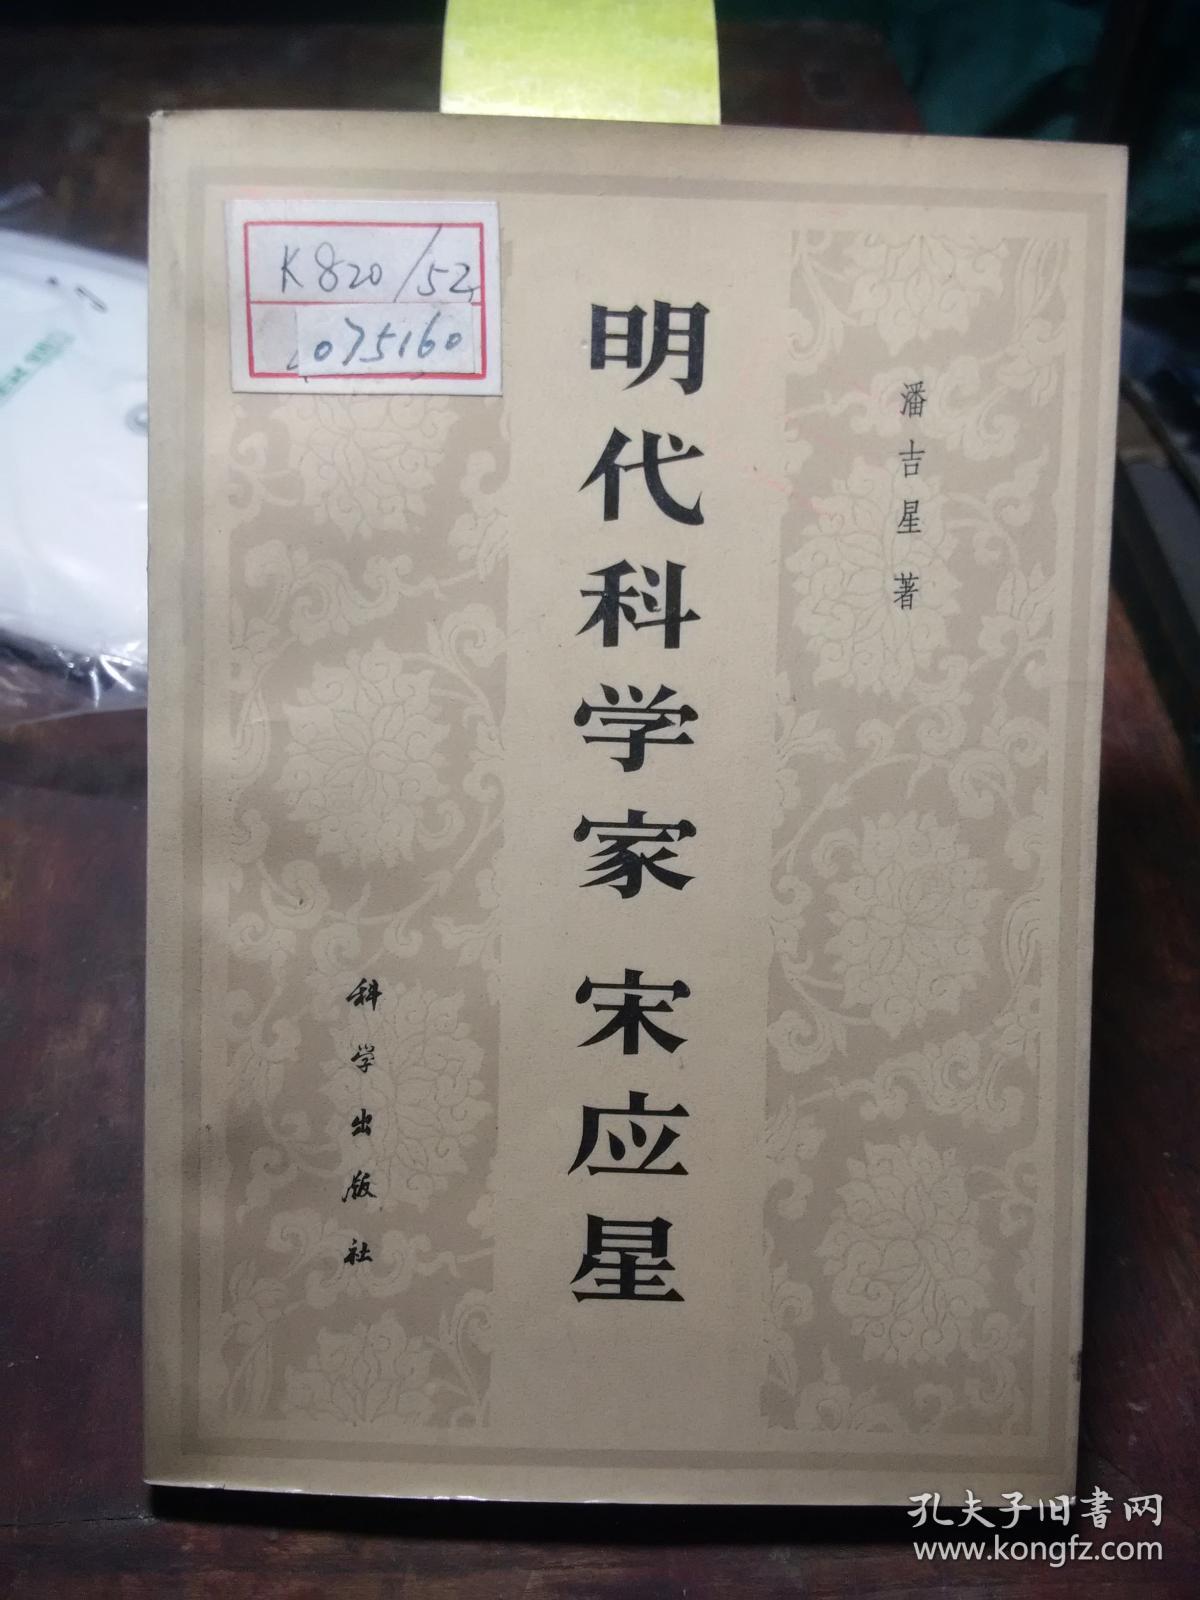 K820/52
075160
明代科学家 宋应星
潘吉星 著
科学出版社
孔夫子旧書网
www.kongfz.com